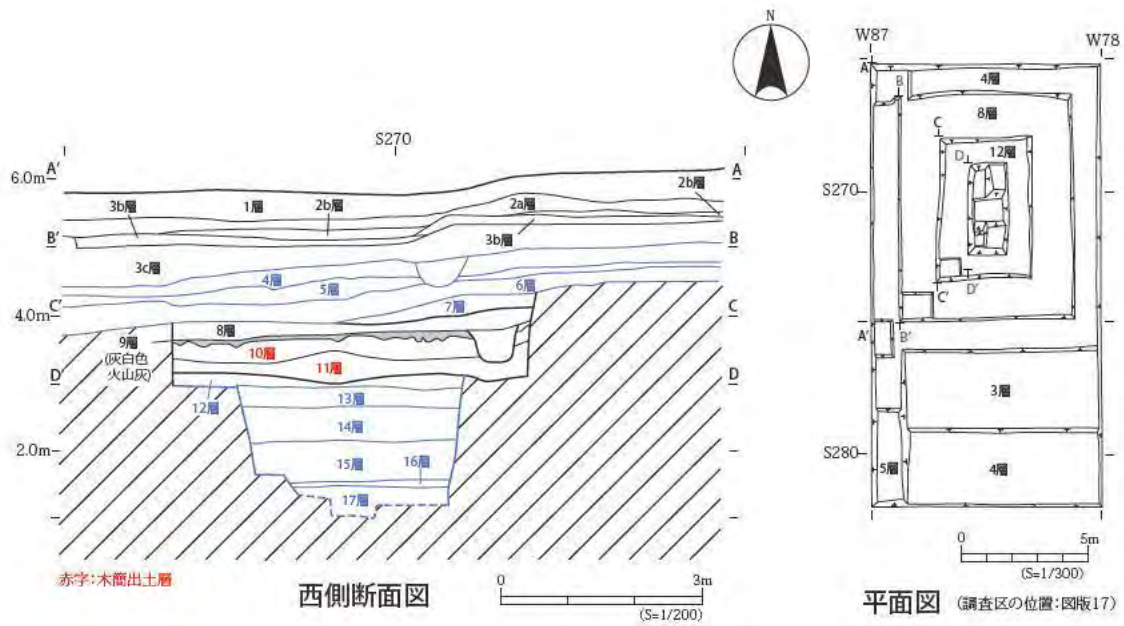 N
W87
W78
A
B
4層
8層
C
D
12層
S270
C'
D'
A'
B'
3層
S280
5層
4層
0
5m
(S=1/300)
平面図 (調査区の位置:図版17)
S270
A'
A
6.0m
3b層
1層
2b層
2a層
2b層
B'
3b層
B
3c層
4層
5層
6層
C'
7層
C
4.0m
8層
9層
(灰白色
火山灰)
10層
11層
D
D
12層
13層
14層
2.0m
15層
16層
17層
赤字:木簡出土層
西側断面図
0
3m
(S=1/200)